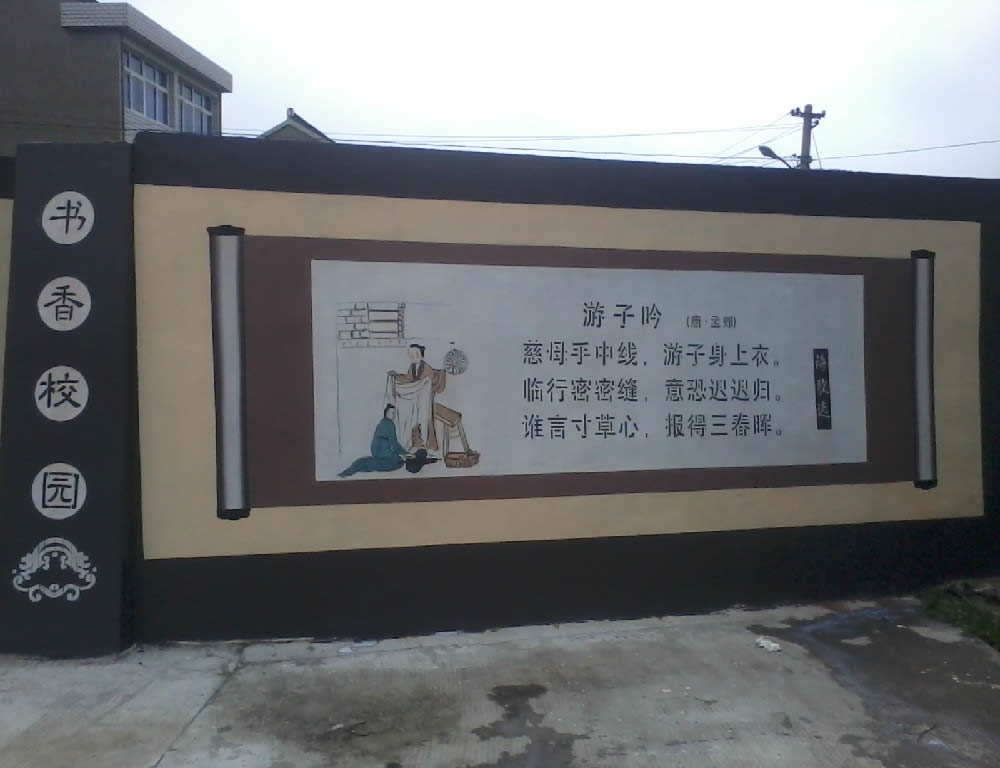 书香校园
游子吟 (唐·孟郊)
慈母手中线，游子身上衣。
临行密密缝，意恐迟迟归。
谁言寸草心，报得三春晖。